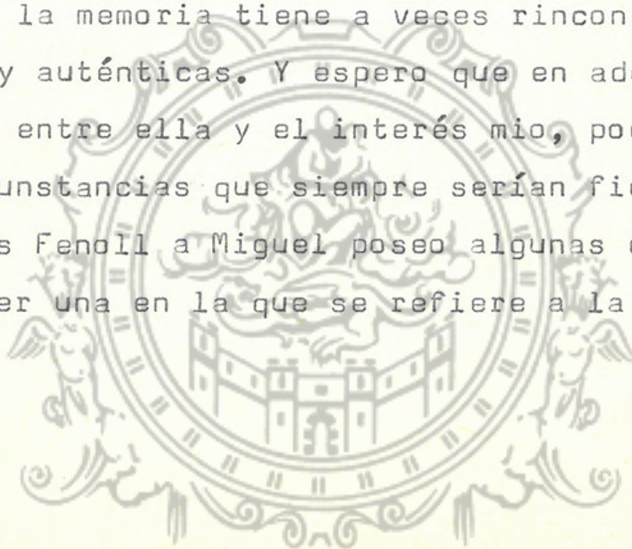 la memoria tiene a veces rincon
y auténticas. Y espero que en ad
entre ella y el interés mio, po
unstancias que siempre serían fi
s Fenoll a Miguel poseo algunas
er una en la que se refiere a la